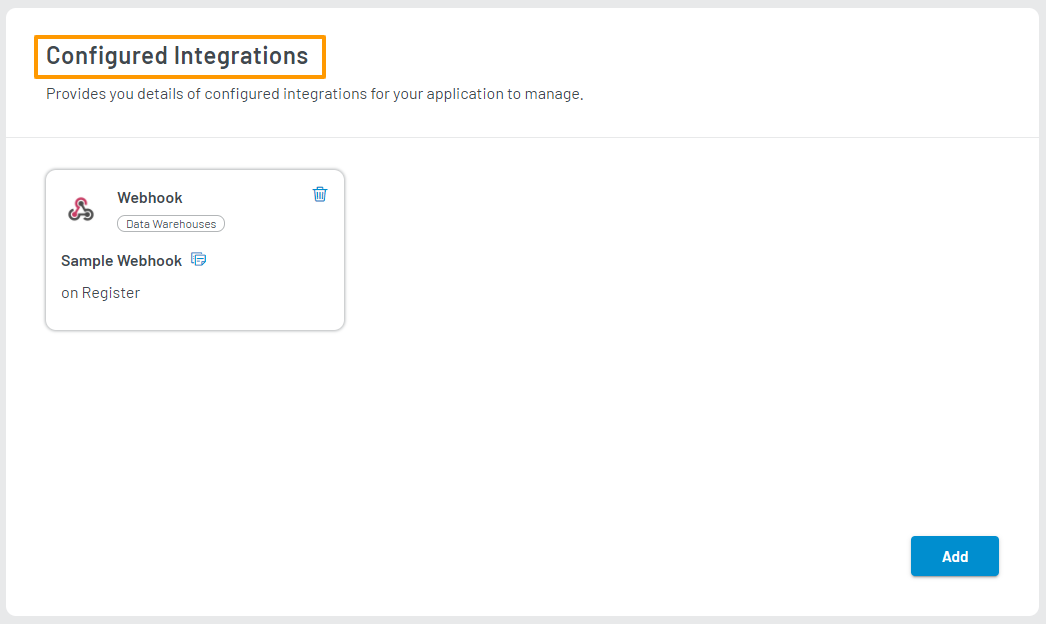 Configured Integrations
Provides you details of configured integrations for your application to manage.
Webhook
Data Warehouses
Sample Webhook
on Register
Add